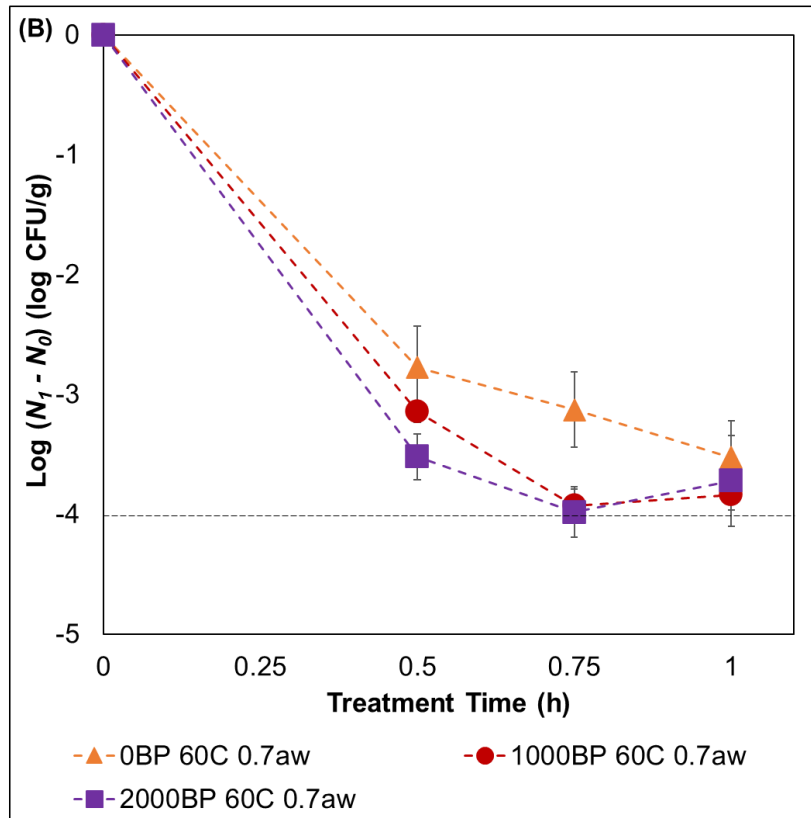 (B)
0
-1
-2
-3
-4
-5
Log (N1 - N0) (log CFU/g)
0 0.25 0.5 0.75 1
Treatment Time (h)
0BP 60C 0.7aw 1000BP 60C 0.7aw
2000BP 60C 0.7aw